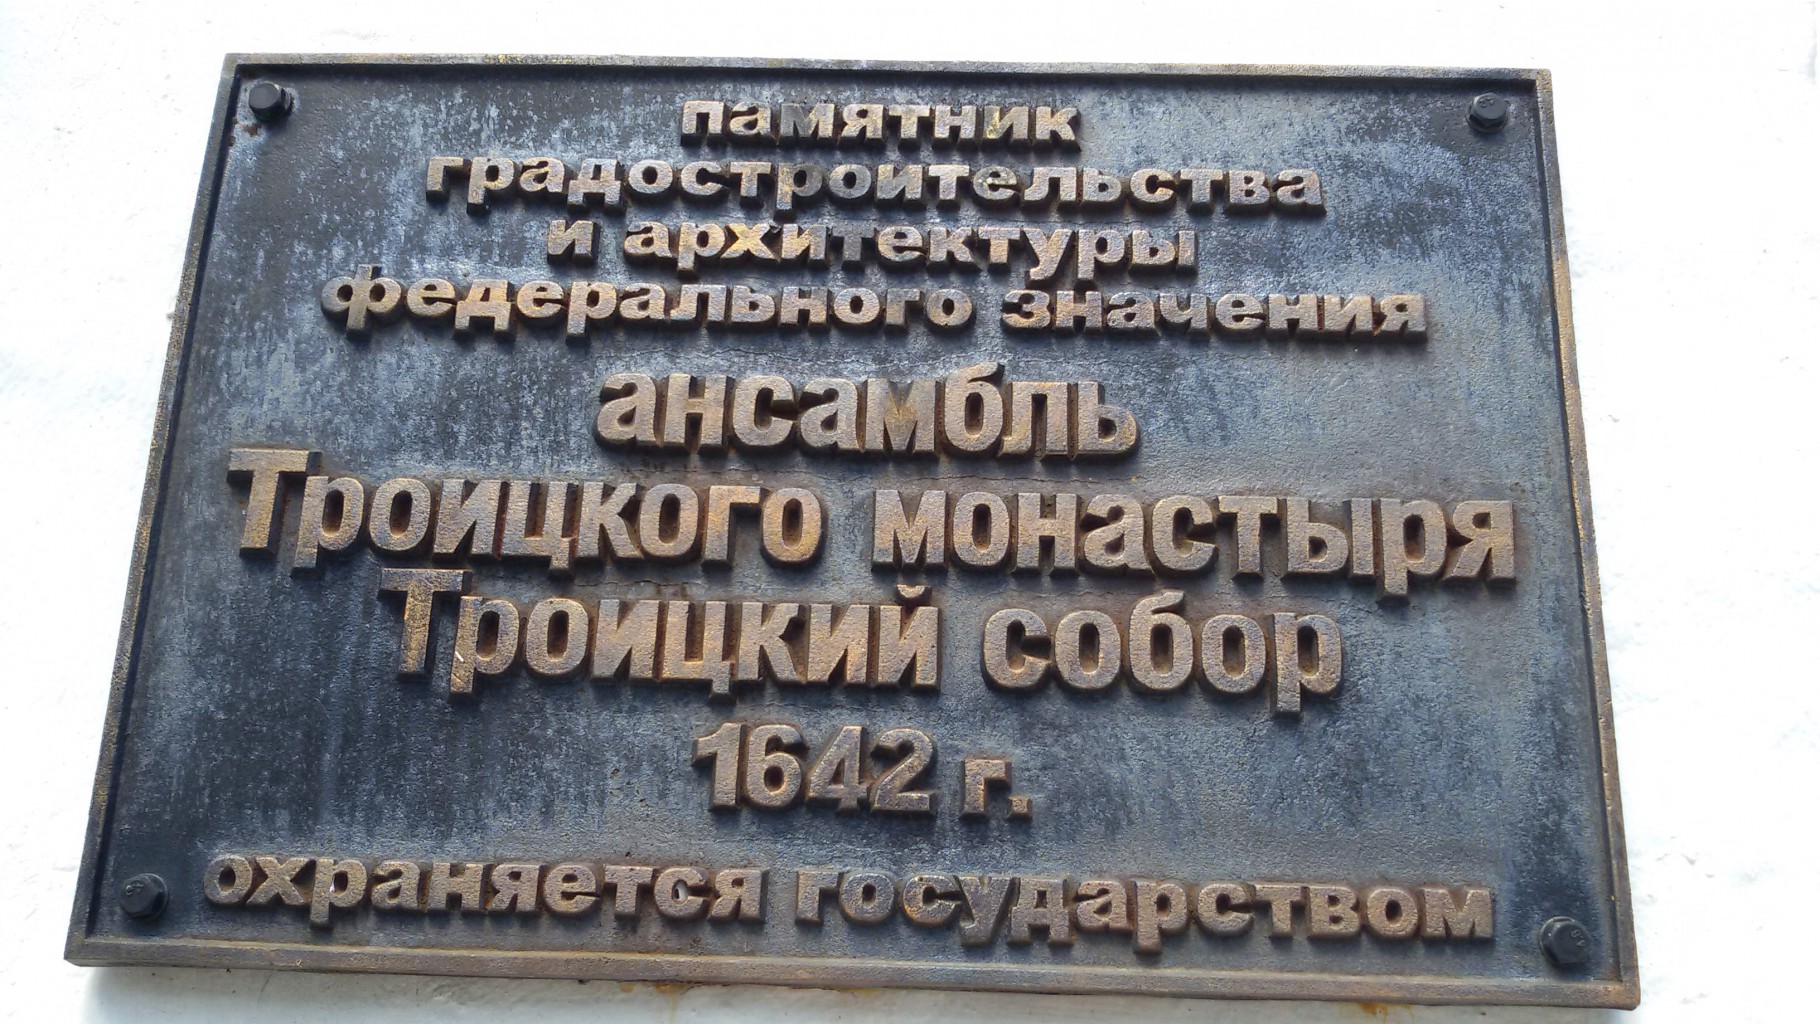 памятник
градостроительства
и архитектуры
федерального значения
ансамбль
Троицкого монастыря
Троицкий собор
1642 г.
охраняется государством